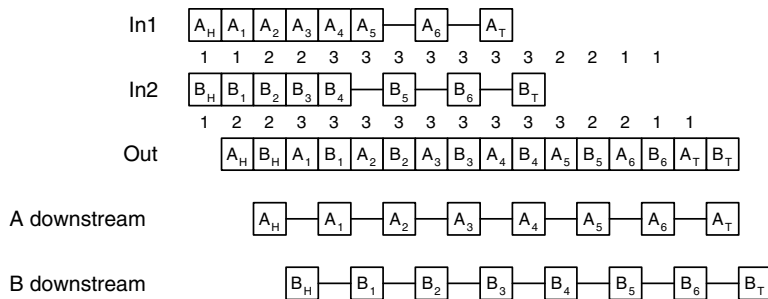 In1 A_H A_1 A_2 A_3 A_4 A_5 A_6 A_T
1 1 2 2 3 3 3 3 3 3 3 2 2 1 1
In2 B_H B_1 B_2 B_3 B_4 B_5 B_6 B_T
1 2 2 3 3 3 3 3 3 3 3 3 2 2 1 1
Out A_H B_H A_1 B_1 A_2 B_2 A_3 B_3 A_4 B_4 A_5 B_5 A_6 B_6 A_T B_T
A downstream A_H A_1 A_2 A_3 A_4 A_5 A_6 A_T
B downstream B_H B_1 B_2 B_3 B_4 B_5 B_6 B_T